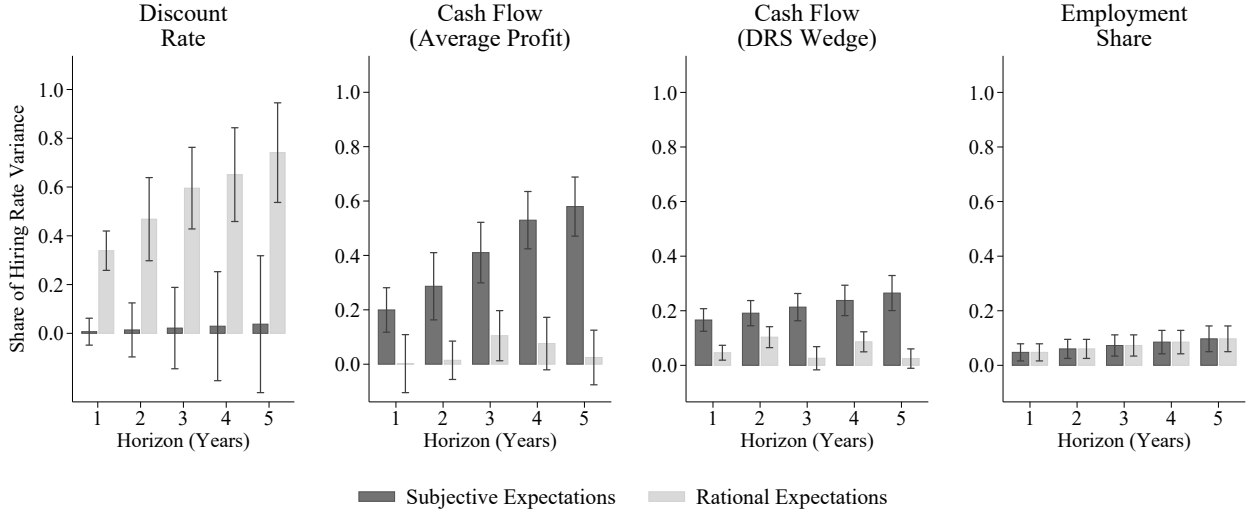 Discount
Rate
Cash Flow
(Average Profit)
Cash Flow
(DRS Wedge)
Employment
Share
Share of Hiring Rate Variance
1.0
0.8
0.6
0.4
0.2
0.0
1 2 3 4 5
Horizon (Years)
1.0
0.8
0.6
0.4
0.2
0.0
1 2 3 4 5
Horizon (Years)
1.0
0.8
0.6
0.4
0.2
0.0
1 2 3 4 5
Horizon (Years)
1.0
0.8
0.6
0.4
0.2
0.0
1 2 3 4 5
Horizon (Years)
Subjective Expectations
Rational Expectations